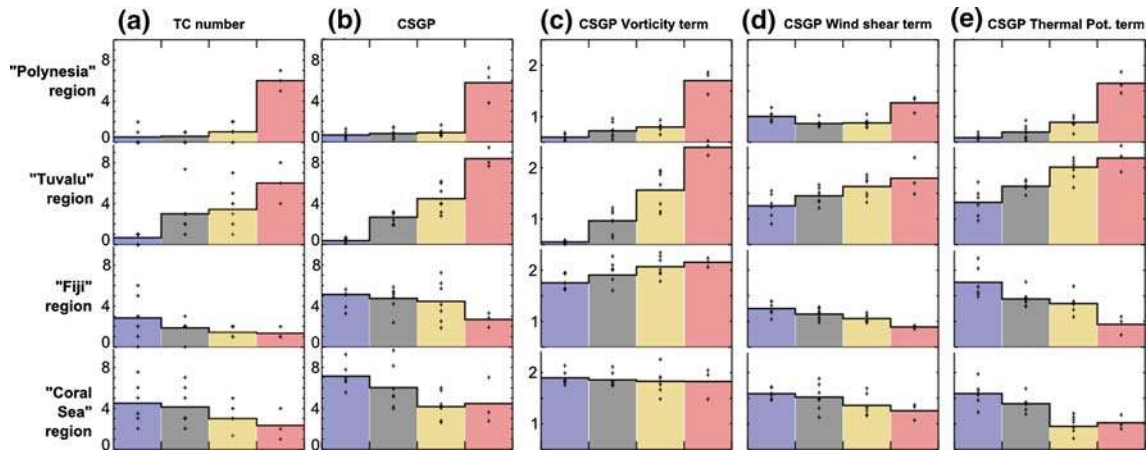 (a) (b) (c) (d) (e)
TC number CSGP CSGP Vorticity term CSGP Wind shear term CSGP Thermal Pot. term
8 8 2
"Polynesia"
region
4 4 1
0 0
8 8 2
"Tuvalu"
region
4 4 1
0 0
8 8 2
"Fiji"
region
4 4 1
0 0
8 8 2
"Coral
Sea"
region
4 4 1
0 0